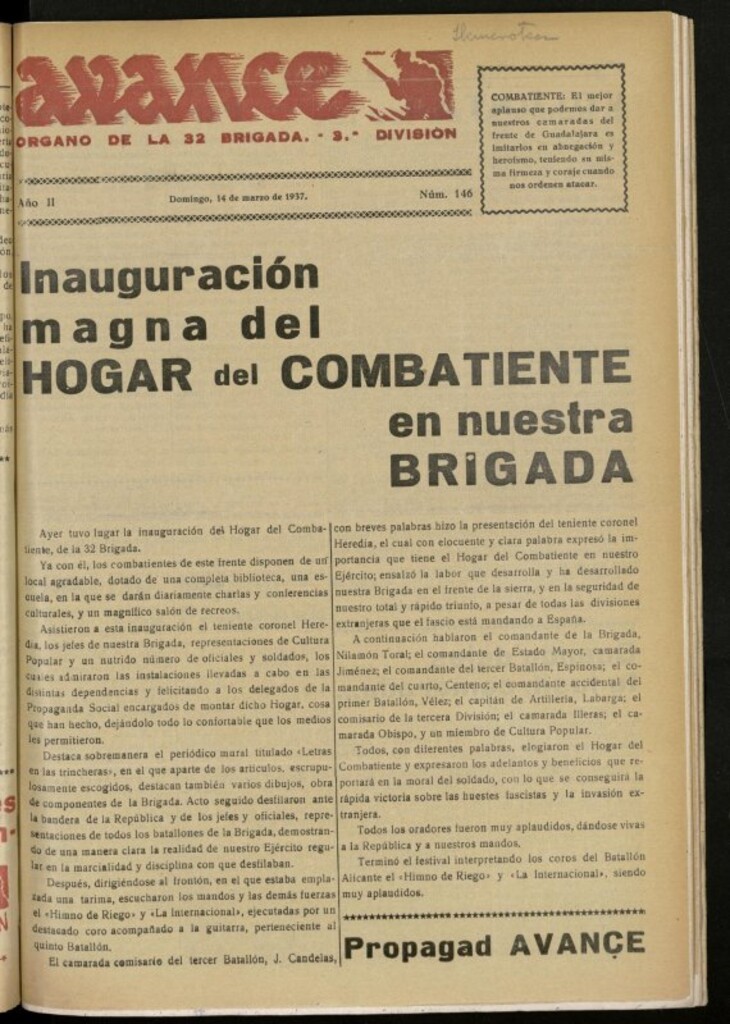 avance
ORGANO DE LA 32 BRIGADA. - 3.ª DIVISIÓN
COMBATIENTE: El mejor
aplauso que podemos dar a
nuestros camaradas del
frente de Guadalajara es
imitarlos en abnegación y
heroísmo, teniendo su mis-
ma firmeza y coraje cuando
nos ordenen atacar.
Año II
Domingo, 14 de marzo de 1937.
Núm. 146
Inauguración
magna del
HOGAR del COMBATIENTE
en nuestra
BRIGADA
Ayer tuvo lugar la inauguración del Hogar del Comba-
tiente, de la 32 Brigada.
Ya con él, los combatientes de este frente disponen de un
local agradable, dotado de una completa biblioteca, una es-
cuela, en la que se darán diariamente charlas y conferencias
culturales, y un magnífico salón de recreos.
Asistieron a esta inauguración el teniente coronel Here-
dia, los jefes de nuestra Brigada, representaciones de Cultura
Popular y un nutrido número de oficiales y soldados, los
cuales admiraron las instalaciones llevadas a cabo en las
distintas dependencias y felicitando a los delegados de la
Propaganda Social encargados de montar dicho Hogar, cosa
que han hecho, dejándolo todo lo confortable que los medios
les permitieron.
Destaca sobremanera el periódico mural titulado «Letras
en las trincheras», en el que aparte de los artículos, escrupu-
losamente escogidos, destacan también varios dibujos, obra
de componentes de la Brigada. Acto seguido desfilaron ante
la bandera de la República y de los jefes y oficiales, repre-
sentaciones de todos los batallones de la Brigada, demostran-
do de una manera clara la realidad de nuestro Ejército regu-
lar en la marcialidad y disciplina con que desfilaban.
Después, dirigiéndose al frontón, en el que estaba empla-
zada una tarima, escucharon los mandos y las demás fuerzas
el «Himno de Riego» y «La Internacional», ejecutadas por un
destacado coro acompañado a la guitarra, perteneciente al
quinto Batallón.
El camarada comisario del tercer Batallón, J. Candelas,
con breves palabras hizo la presentación del teniente coronel
Heredia, el cual con elocuente y clara palabra expresó la im-
portancia que tiene el Hogar del Combatiente en nuestro
Ejército; ensalzó la labor que desarrolla y ha desarrollado
nuestra Brigada en el frente de la sierra, y en la seguridad de
nuestro total y rápido triunfo, a pesar de todas las divisiones
extranjeras que el fascio está mandando a España.
A continuación hablaron el comandante de la Brigada,
Nilamón Toral; el comandante de Estado Mayor, camarada
Jiménez; el comandante del tercer Batallón, Espinosa; el co-
mandante del cuarto, Centeno; el comandante accidental del
primer Batallón, Vélez; el capitán de Artillería, Labarga; el
comisario de la tercera División; el camarada Illeras; el ca-
marada Obispo, y un miembro de Cultura Popular.
Todos, con diferentes palabras, elogiaron el Hogar del
Combatiente y expresaron los adelantos y beneficios que re-
portará en la moral del soldado, con lo que se conseguirá la
rápida victoria sobre las huestes fascistas y la invasión ex-
tranjera.
Todos los oradores fueron muy aplaudidos, dándose vivas
a la República y a nuestros mandos.
Terminó el festival interpretando los coros del Batallón
Alicante el «Himno de Riego» y «La Internacional», siendo
muy aplaudidos.
Propagad AVANCE